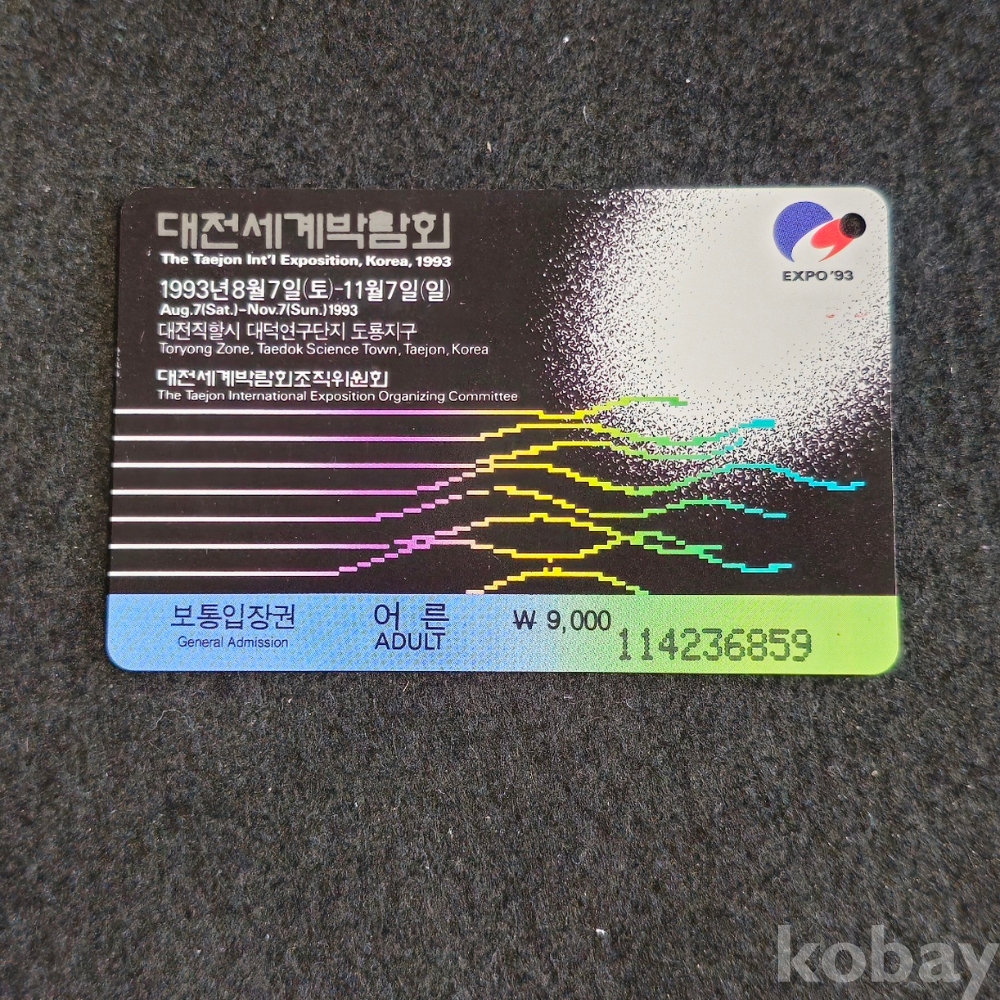 대전세계박람회
The Taejon Int'l Exposition, Korea, 1993
1993년8월7일(토)-11월7일(일)
Aug.7(Sat.)-Nov.7(Sun.)1993
대전직할시 대덕연구단지 도룡지구
Toryong Zone, Taedok Science Town, Taejon, Korea
대전세계박람회조직위원회
The Taejon International Exposition Organizing Committee
EXPO '93
보통입장권
General Admission
어른
ADULT
₩ 9,000
114236859
kobay